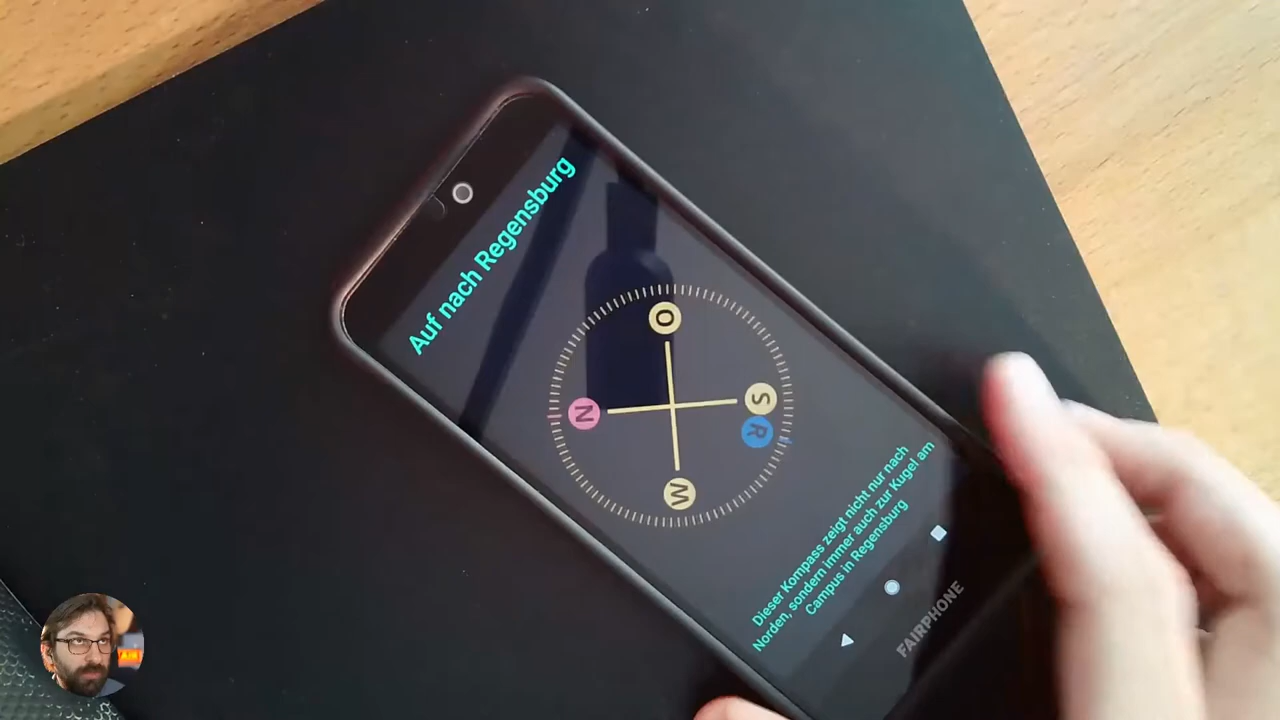 Auf nach Regensburg
O
N
S
R
W
Dieser Kompass zeigt nicht nur nach
Norden, sondern immer auch zur Kugel am
Campus in Regensburg
FAIRPHONE